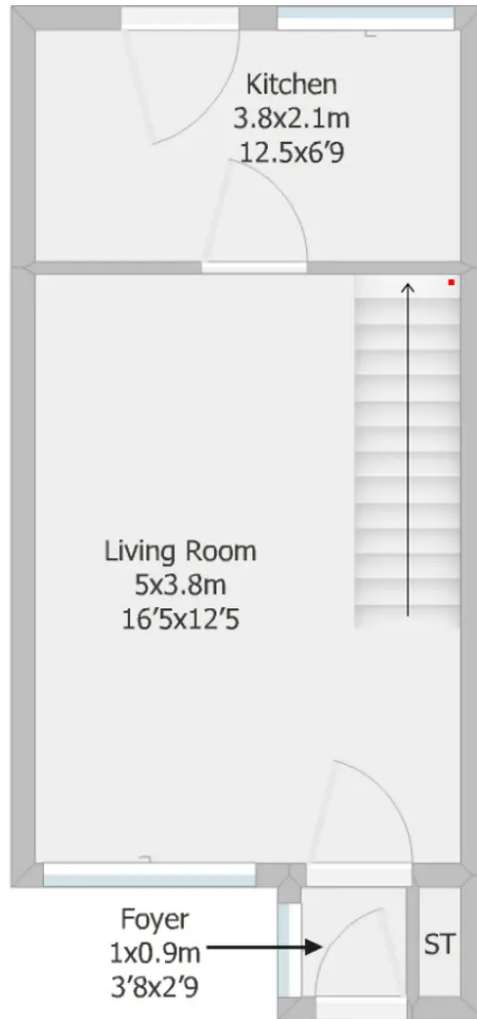 Kitchen
3.8x2.1m
12.5x6'9
Living Room
5x3.8m
16'5x12'5
Foyer
1x0.9m
3'8x2'9
ST